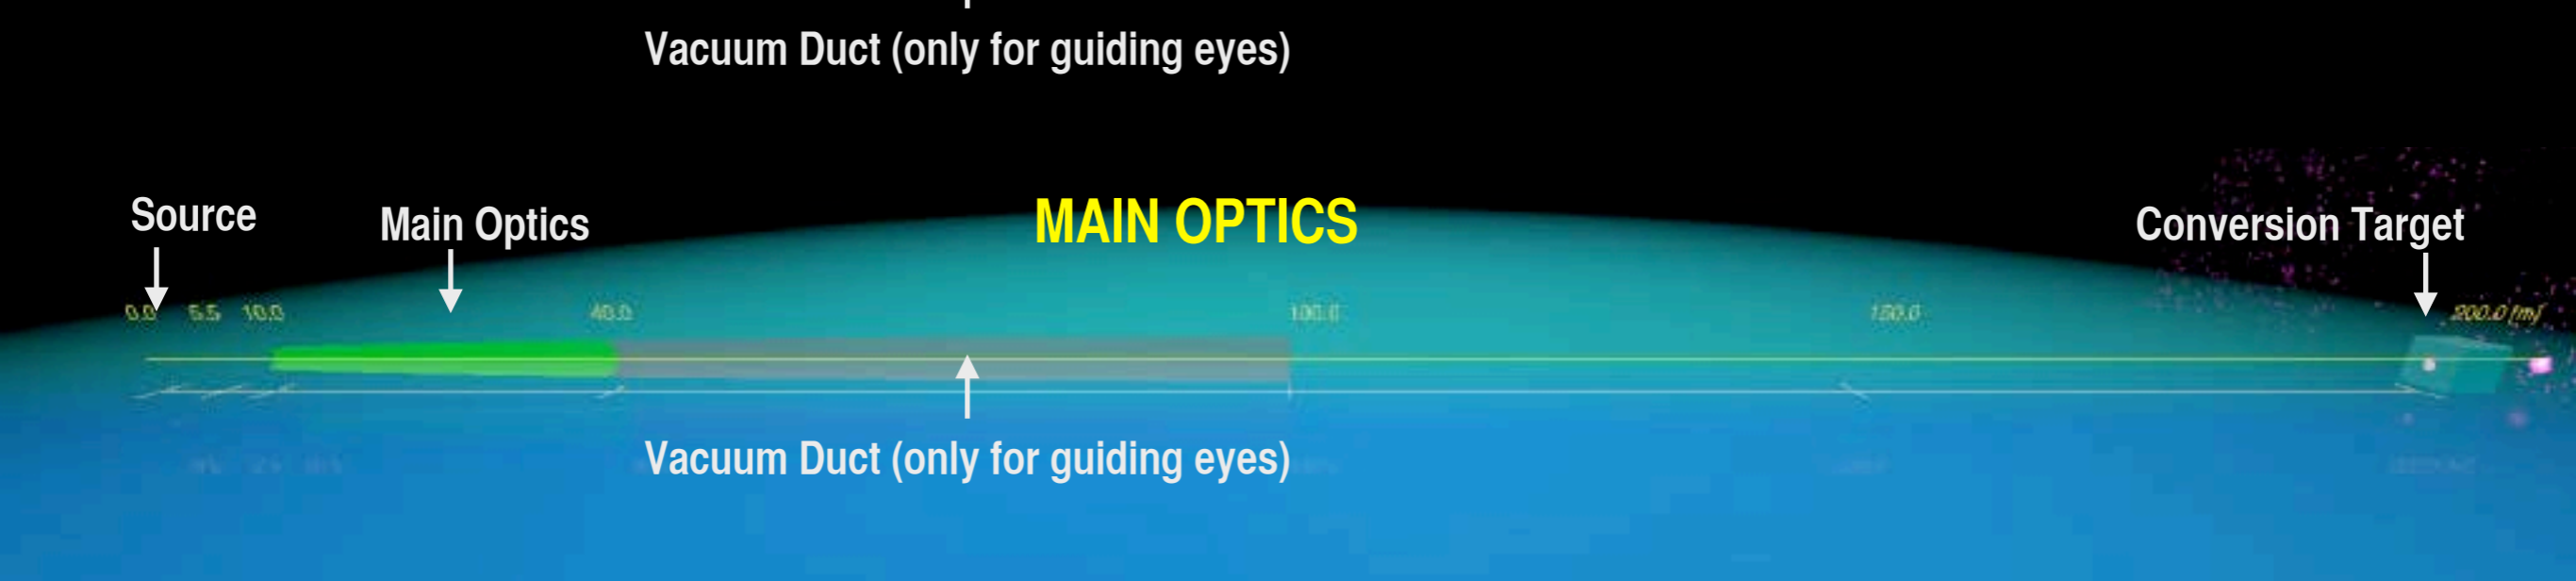 Vacuum Duct (only for guiding eyes)
MAIN OPTICS
Source
Main Optics
Conversion Target
0.0 5.5 10.0 40.0 100.0 150.0 200.0 [m]
Vacuum Duct (only for guiding eyes)